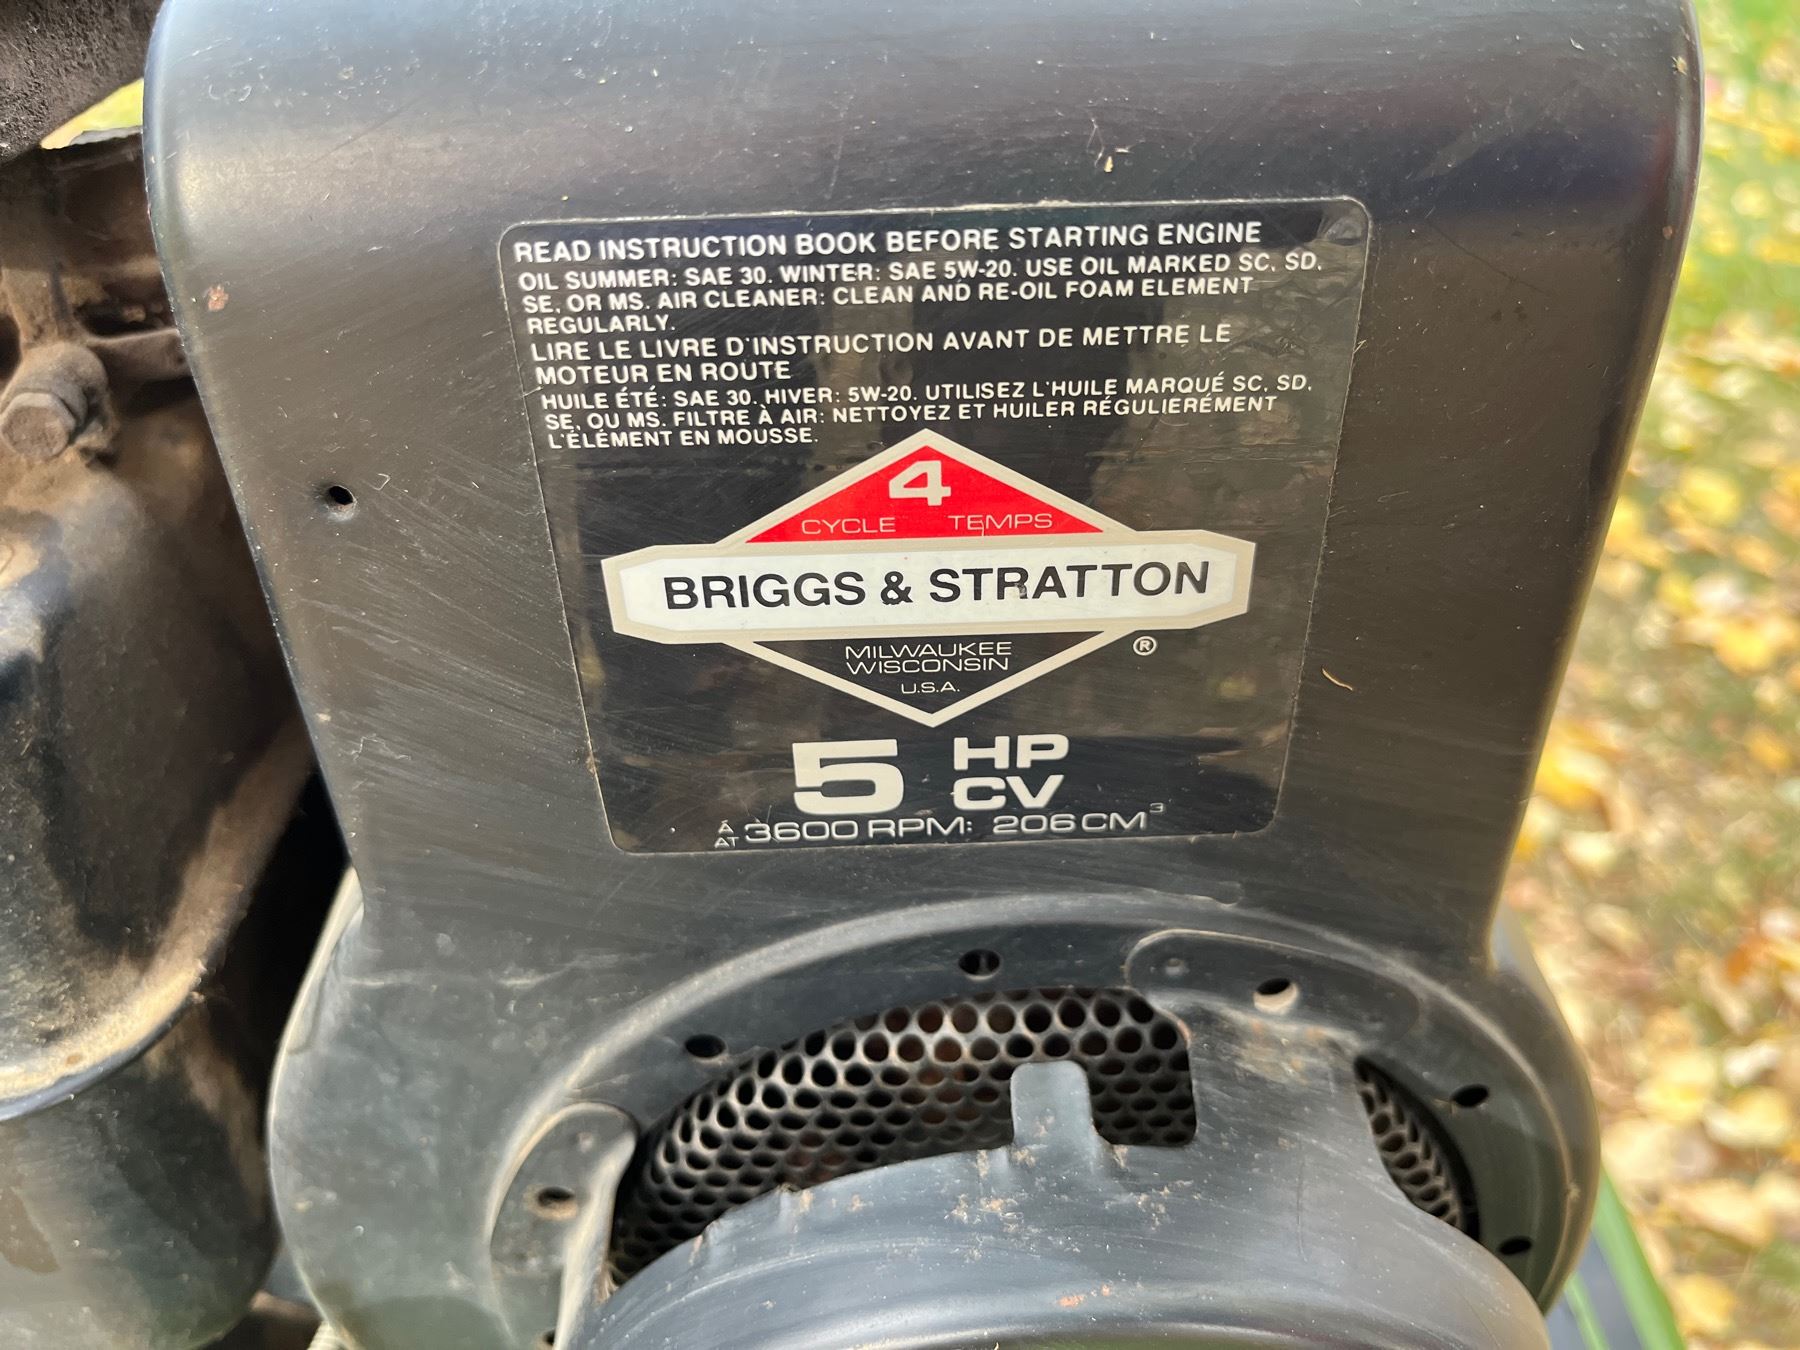 READ INSTRUCTION BOOK BEFORE STARTING ENGINE
OIL SUMMER: SAE 30. WINTER: SAE 5W-20. USE OIL MARKED SC, SD,
SE, OR MS. AIR CLEANER: CLEAN AND RE-OIL FOAM ELEMENT
REGULARLY.
LIRE LE LIVRE D'INSTRUCTION AVANT DE METTRE LE
MOTEUR EN ROUTE
HUILE ÉTÉ: SAE 30. HIVER: 5W-20. UTILISEZ L'HUILE MARQUÉ SC, SD,
SE, OU MS. FILTRE À AIR: NETTOYEZ ET HUILER RÉGULIERÉMENT
L'ÉLÉMENT EN MOUSSE.
4
CYCLE TEMPS
BRIGGS & STRATTON
®
MILWAUKEE
WISCONSIN
U.S.A.
5 HP
CV
À
AT 3600 RPM: 206 CM³